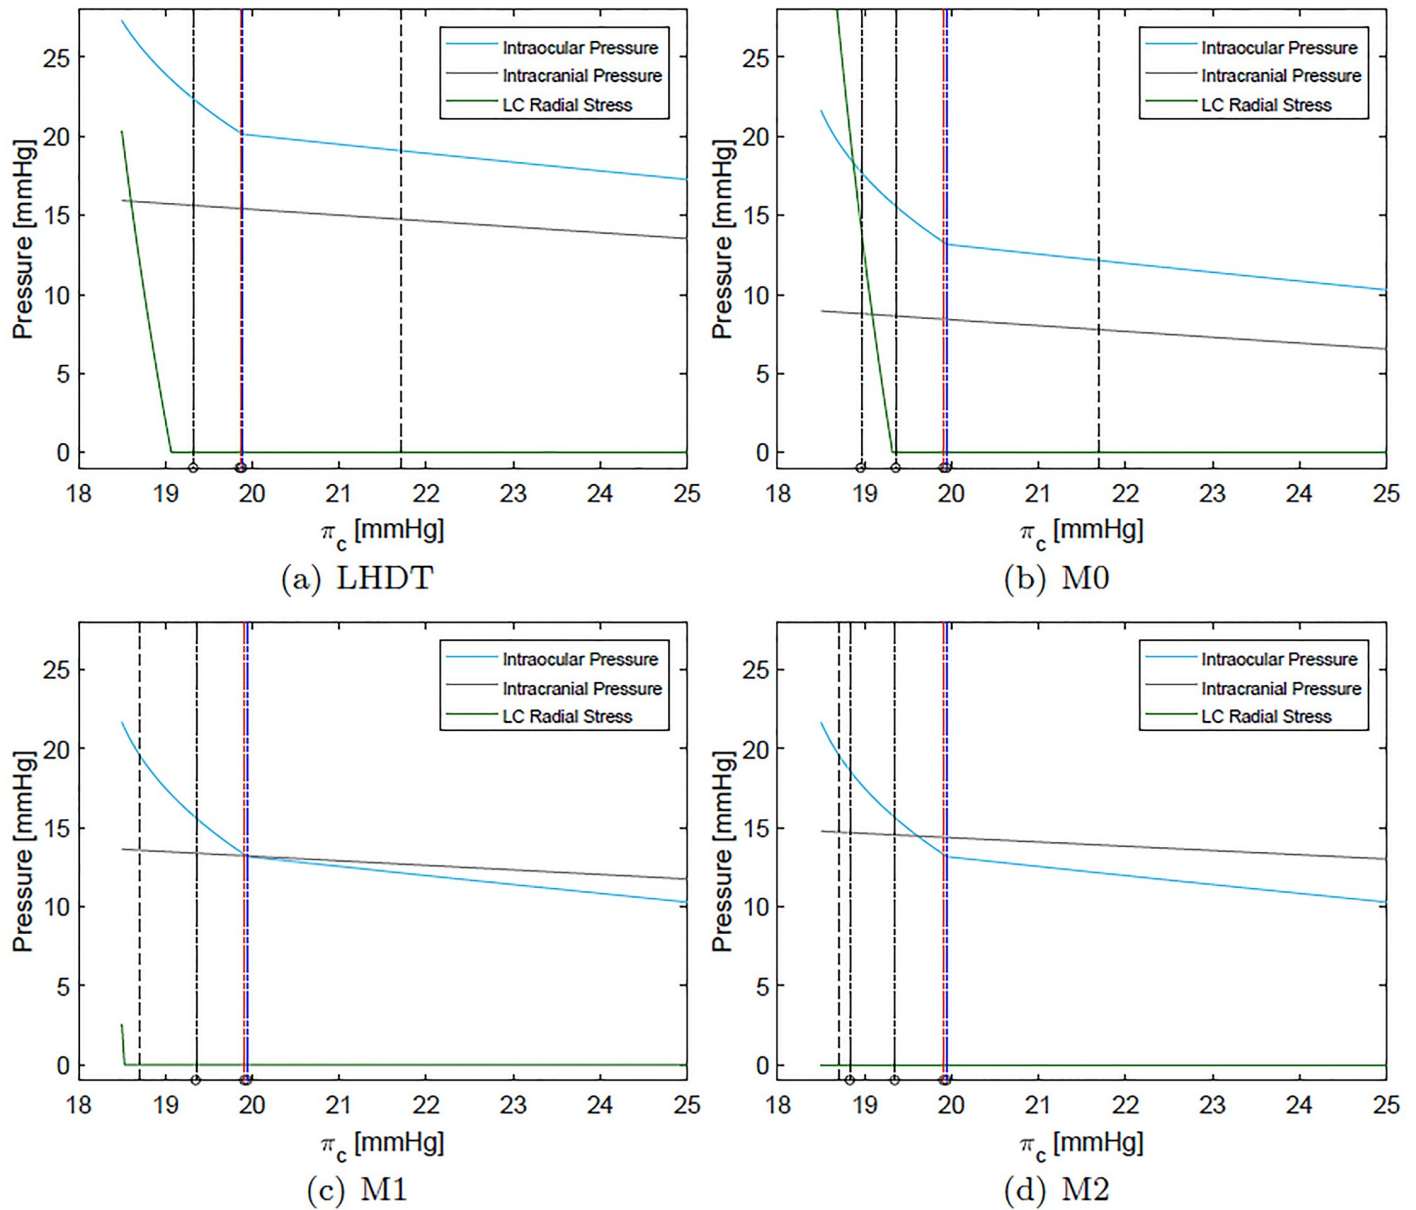 Pressure [mmHg]
25
20
15
10
5
0
Intraocular Pressure
Intracranial Pressure
LC Radial Stress
18 19 20 21 22 23 24 25
πc [mmHg]
(a) LHDT
Pressure [mmHg]
25
20
15
10
5
0
Intraocular Pressure
Intracranial Pressure
LC Radial Stress
18 19 20 21 22 23 24 25
πc [mmHg]
(b) M0
Pressure [mmHg]
25
20
15
10
5
0
Intraocular Pressure
Intracranial Pressure
LC Radial Stress
18 19 20 21 22 23 24 25
πc [mmHg]
(c) M1
Pressure [mmHg]
25
20
15
10
5
0
Intraocular Pressure
Intracranial Pressure
LC Radial Stress
18 19 20 21 22 23 24 25
πc [mmHg]
(d) M2